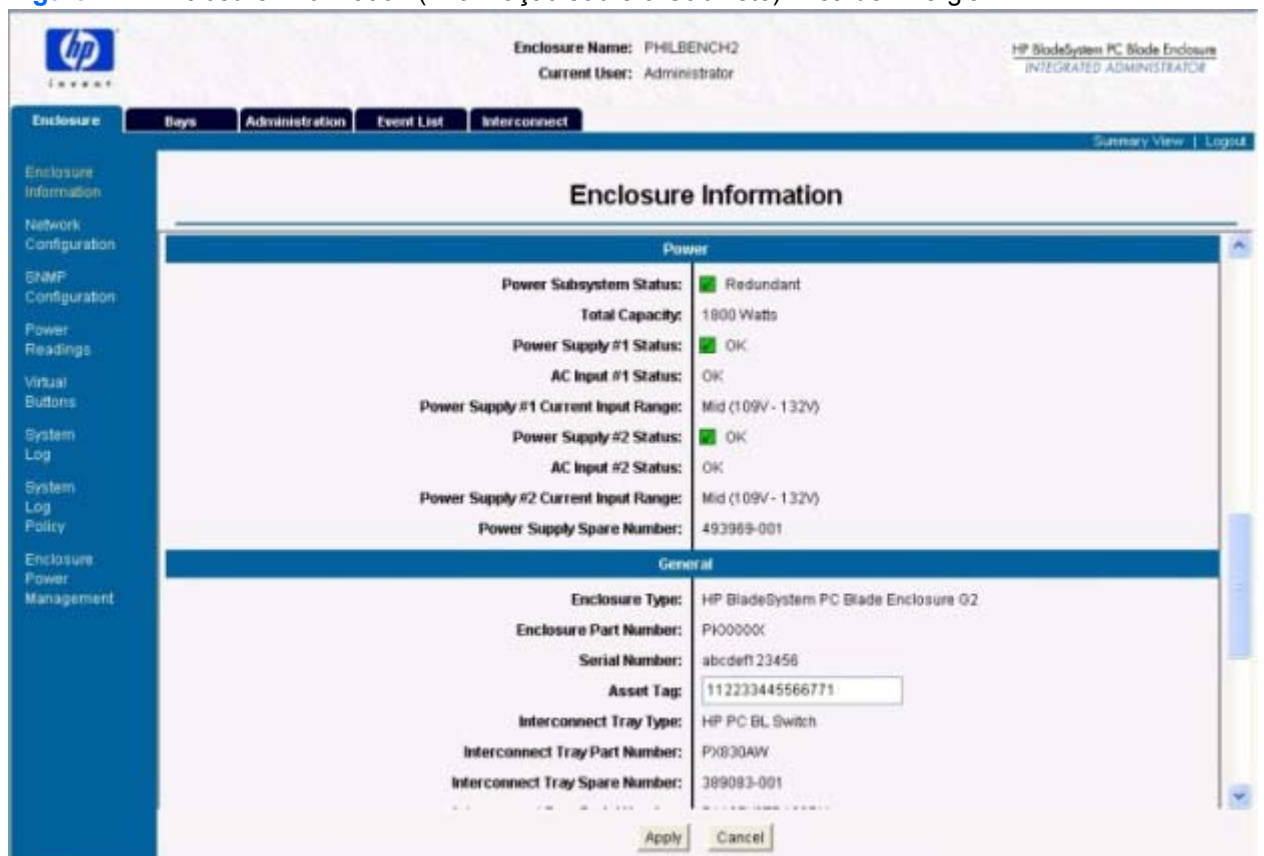 hp
invent
Enclosure Name: PHILBENCH2
Current User: Administrator
HP BladeSystem PC Blade Enclosure
INTEGRATED ADMINISTRATOR
Enclosure Bays Administration Event List Interconnect
Summary View | Logout
Enclosure
Information
Network
Configuration
SNMP
Configuration
Power
Readings
Virtual
Buttons
System
Log
System
Log
Policy
Enclosure
Power
Management
Enclosure Information
Power
Power Subsystem Status: Redundant
Total Capacity: 1800 Watts
Power Supply #1 Status: OK
AC Input #1 Status: OK
Power Supply #1 Current Input Range: Mid (109V - 132V)
Power Supply #2 Status: OK
AC Input #2 Status: OK
Power Supply #2 Current Input Range: Mid (109V - 132V)
Power Supply Spare Number: 493969-001
General
Enclosure Type: HP BladeSystem PC Blade Enclosure G2
Enclosure Part Number:
Serial Number: abcdef123456
Asset Tag: 112233445566771
Interconnect Tray Type: HP PC BL Switch
Interconnect Tray Part Number: PX830AW
Interconnect Tray Spare Number: 389083-001
Apply Cancel